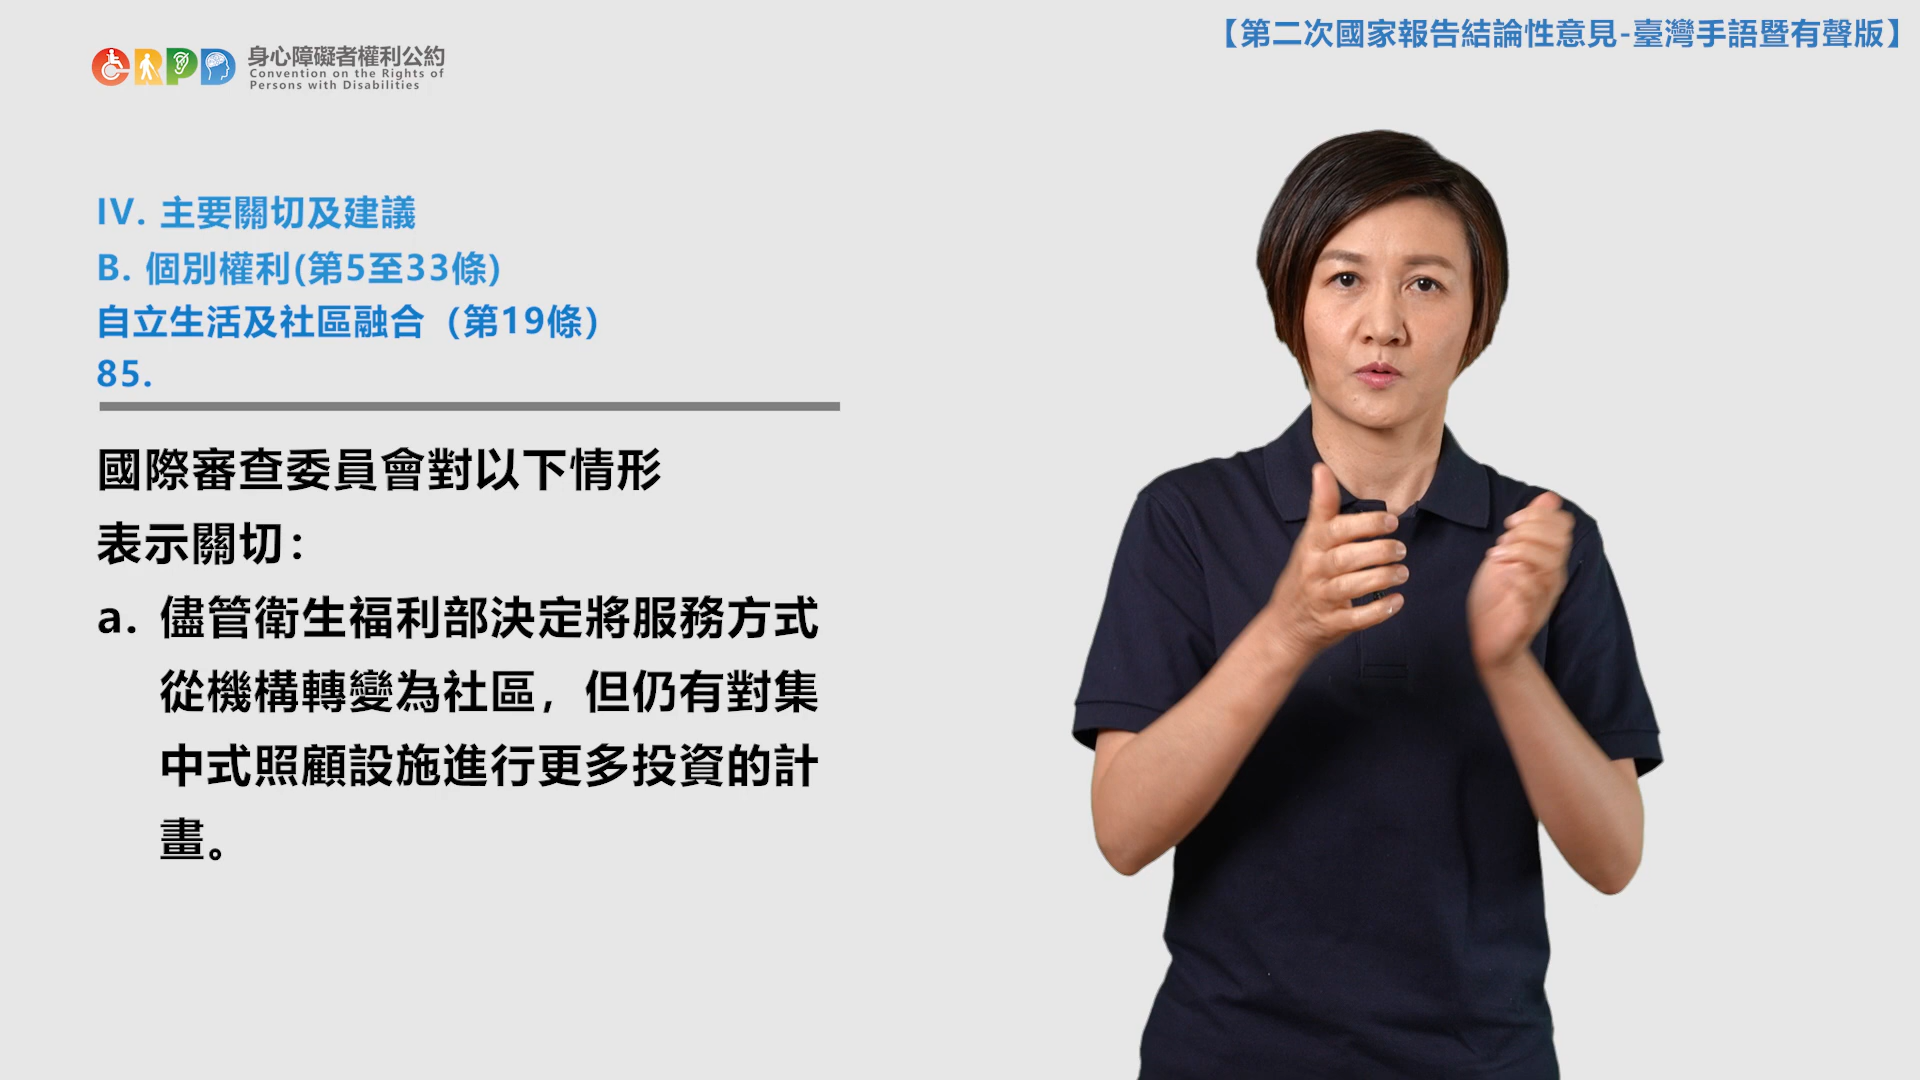 【第二次國家報告結論性意見-臺灣手語暨有聲版】
CRPD 身心障礙者權利公約
Convention on the Rights of
Persons with Disabilities
IV. 主要關切及建議
B. 個別權利(第5至33條)
自立生活及社區融合（第19條）
85.
國際審查委員會對以下情形
表示關切：
a. 儘管衛生福利部決定將服務方式
從機構轉變為社區，但仍有對集
中式照顧設施進行更多投資的計
畫。